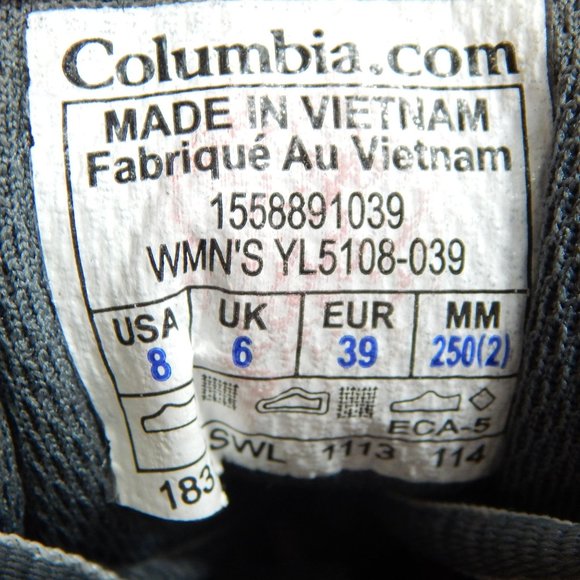 Columbia.com
MADE IN VIETNAM
Fabriqué Au Vietnam
1558891039
WMN'S YL5108-039
USA UK EUR MM
8 6 39 250(2)
ECA-5
183 SWL 1113 114